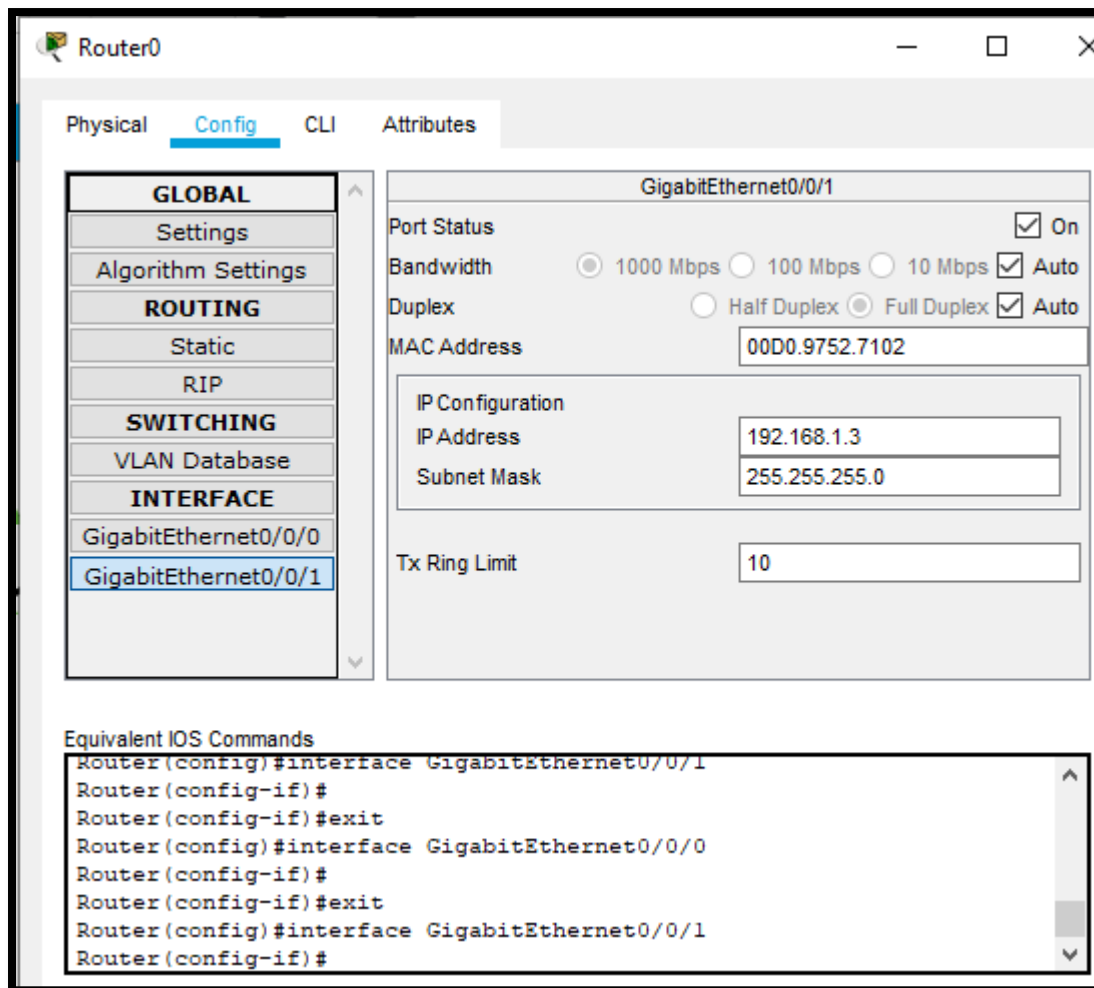 Router0
Physical Config CLI Attributes
GLOBAL
Settings
Algorithm Settings
ROUTING
Static
RIP
SWITCHING
VLAN Database
INTERFACE
GigabitEthernet0/0/0
GigabitEthernet0/0/1
GigabitEthernet0/0/1
Port Status On
Bandwidth 1000 Mbps 100 Mbps 10 Mbps Auto
Duplex Half Duplex Full Duplex Auto
MAC Address 00D0.9752.7102
IP Configuration
IP Address 192.168.1.3
Subnet Mask 255.255.255.0
Tx Ring Limit 10
Equivalent IOS Commands
Router(config)#interface GigabitEthernet0/0/1
Router(config-if)#
Router(config-if)#exit
Router(config)#interface GigabitEthernet0/0/0
Router(config-if)#
Router(config-if)#exit
Router(config)#interface GigabitEthernet0/0/1
Router(config-if)#